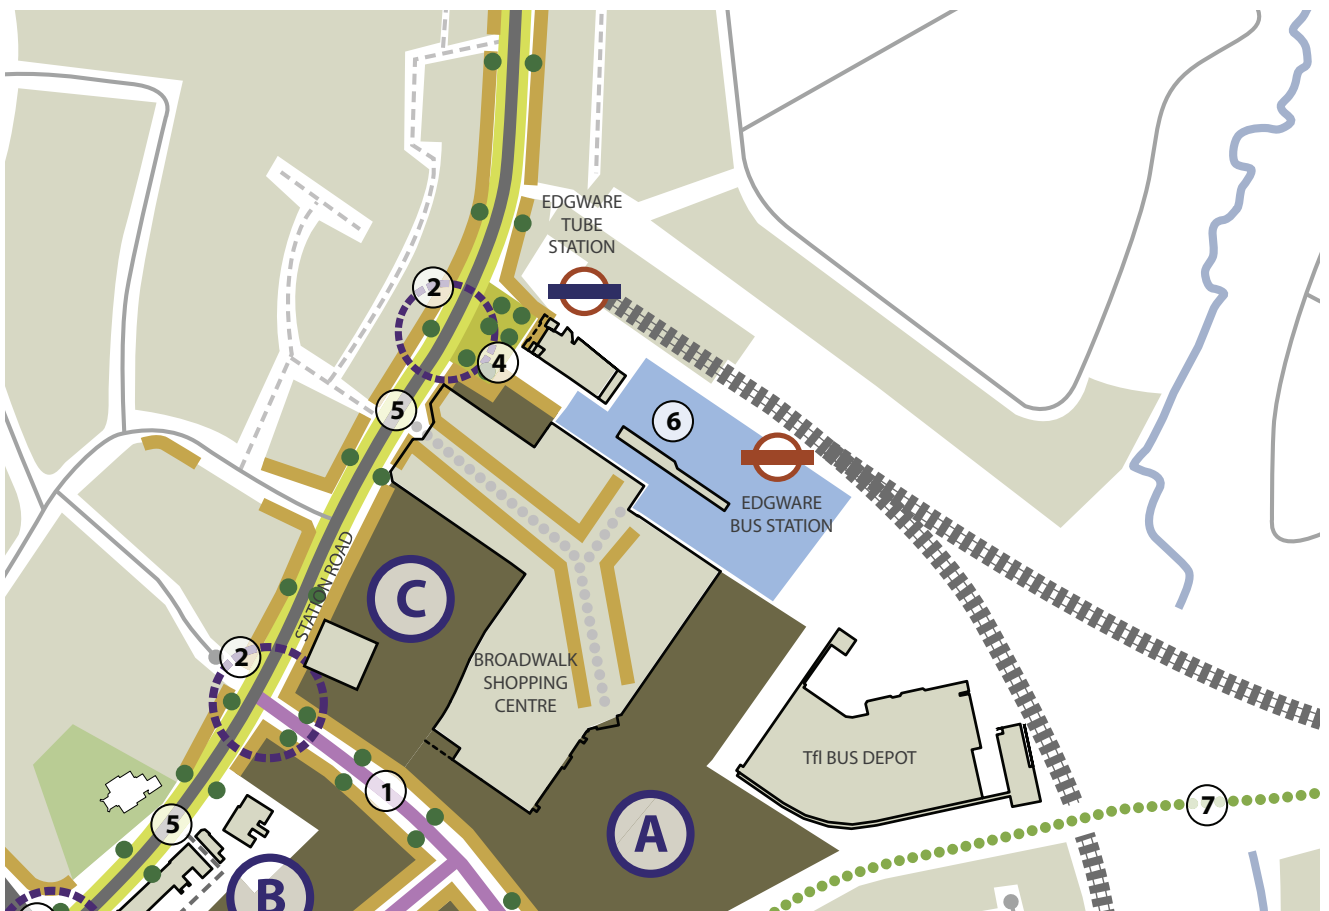 EDGWARE
TUBE
STATION
2
4
5
6
EDGWARE
BUS STATION
STATION ROAD
C
2
BROADWALK
SHOPPING
CENTRE
Tfl BUS DEPOT
1
7
5
A
B